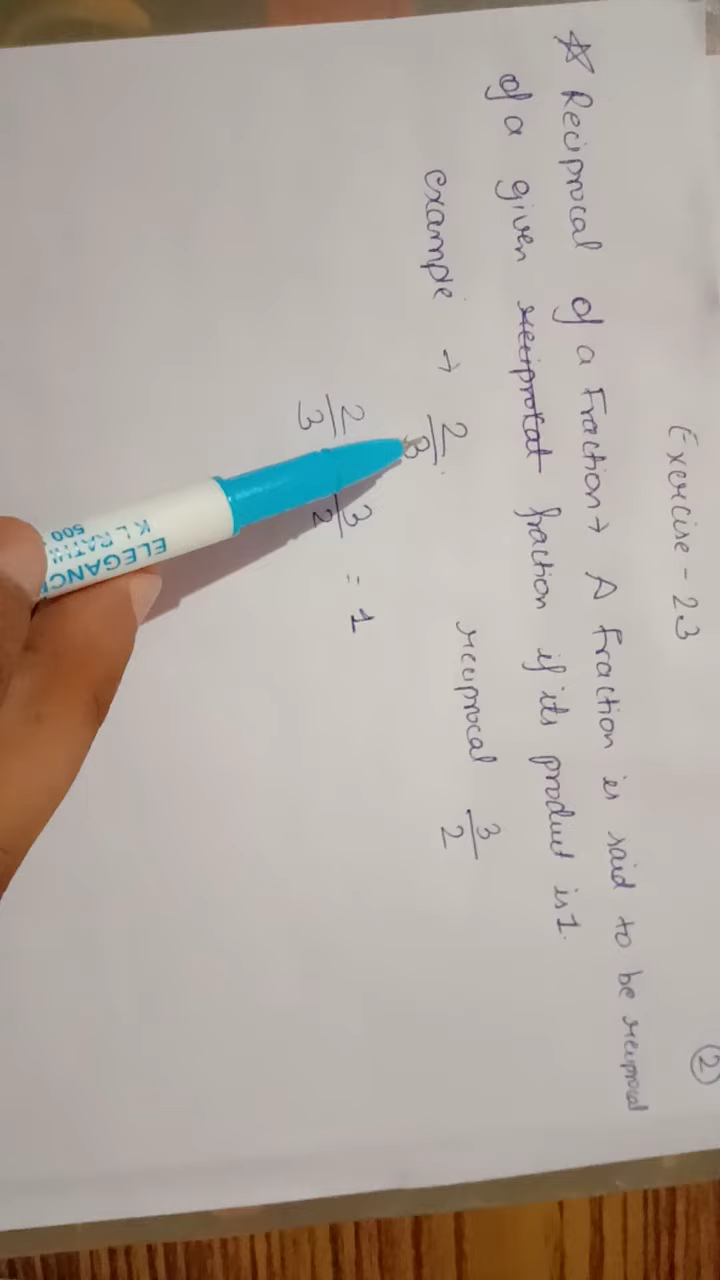 Exercise - 2.3
②
☆ Reciprocal of a Fraction → A fraction is said to be reciprocal
of a given reciprocal fraction if its product is 1.
example → 2/3 reciprocal 3/2
2/3 3/2 = 1
ELEGANC
K L RATHI
500